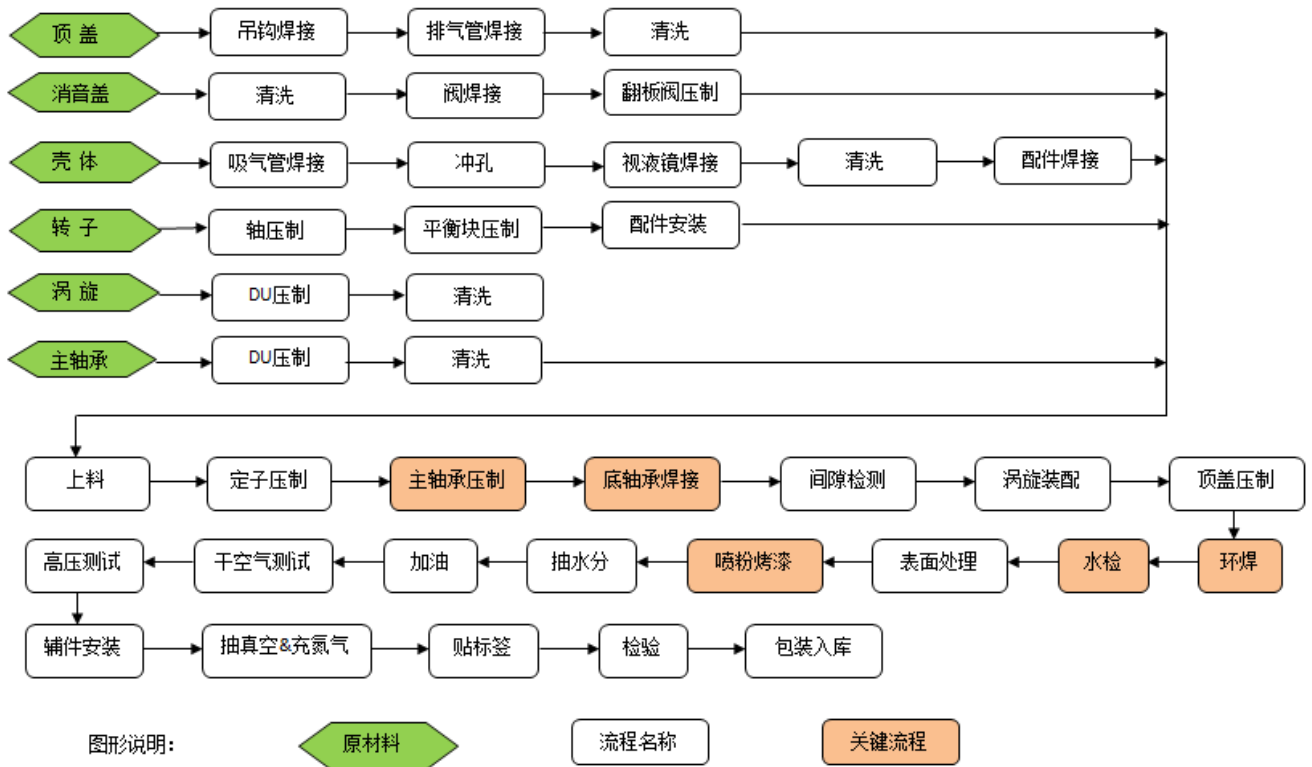 顶 盖 吊钩焊接 排气管焊接 清洗
消音盖 清洗 阀焊接 翻板阀压制
壳 体 吸气管焊接 冲孔 视液镜焊接 清洗 配件焊接
转 子 轴压制 平衡块压制 配件安装
涡 旋 DU压制 清洗
主轴承 DU压制 清洗
上料 定子压制 主轴承压制 底轴承焊接 间隙检测 涡旋装配 顶盖压制
高压测试 干空气测试 加油 抽水分 喷粉烤漆 表面处理 水检 环焊
辅件安装 抽真空&充氮气 贴标签 检验 包装入库
图形说明： 原材料 流程名称 关键流程